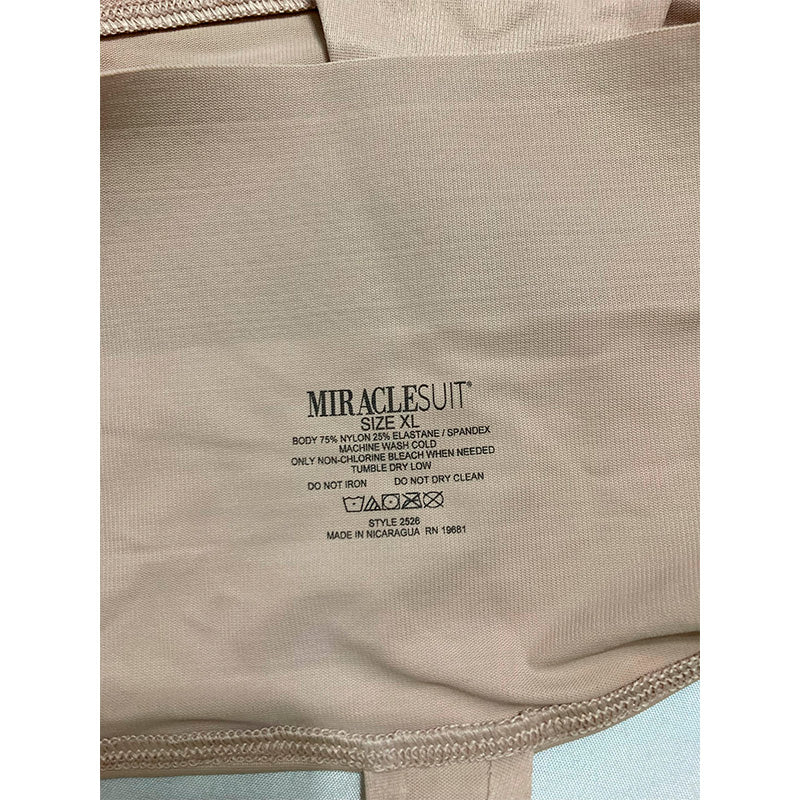 MIRACLESUIT®
SIZE XL
BODY 75% NYLON 25% ELASTANE / SPANDEX
MACHINE WASH COLD
ONLY NON-CHLORINE BLEACH WHEN NEEDED
TUMBLE DRY LOW
DO NOT IRON DO NOT DRY CLEAN
STYLE 2526
MADE IN NICARAGUA RN 19681